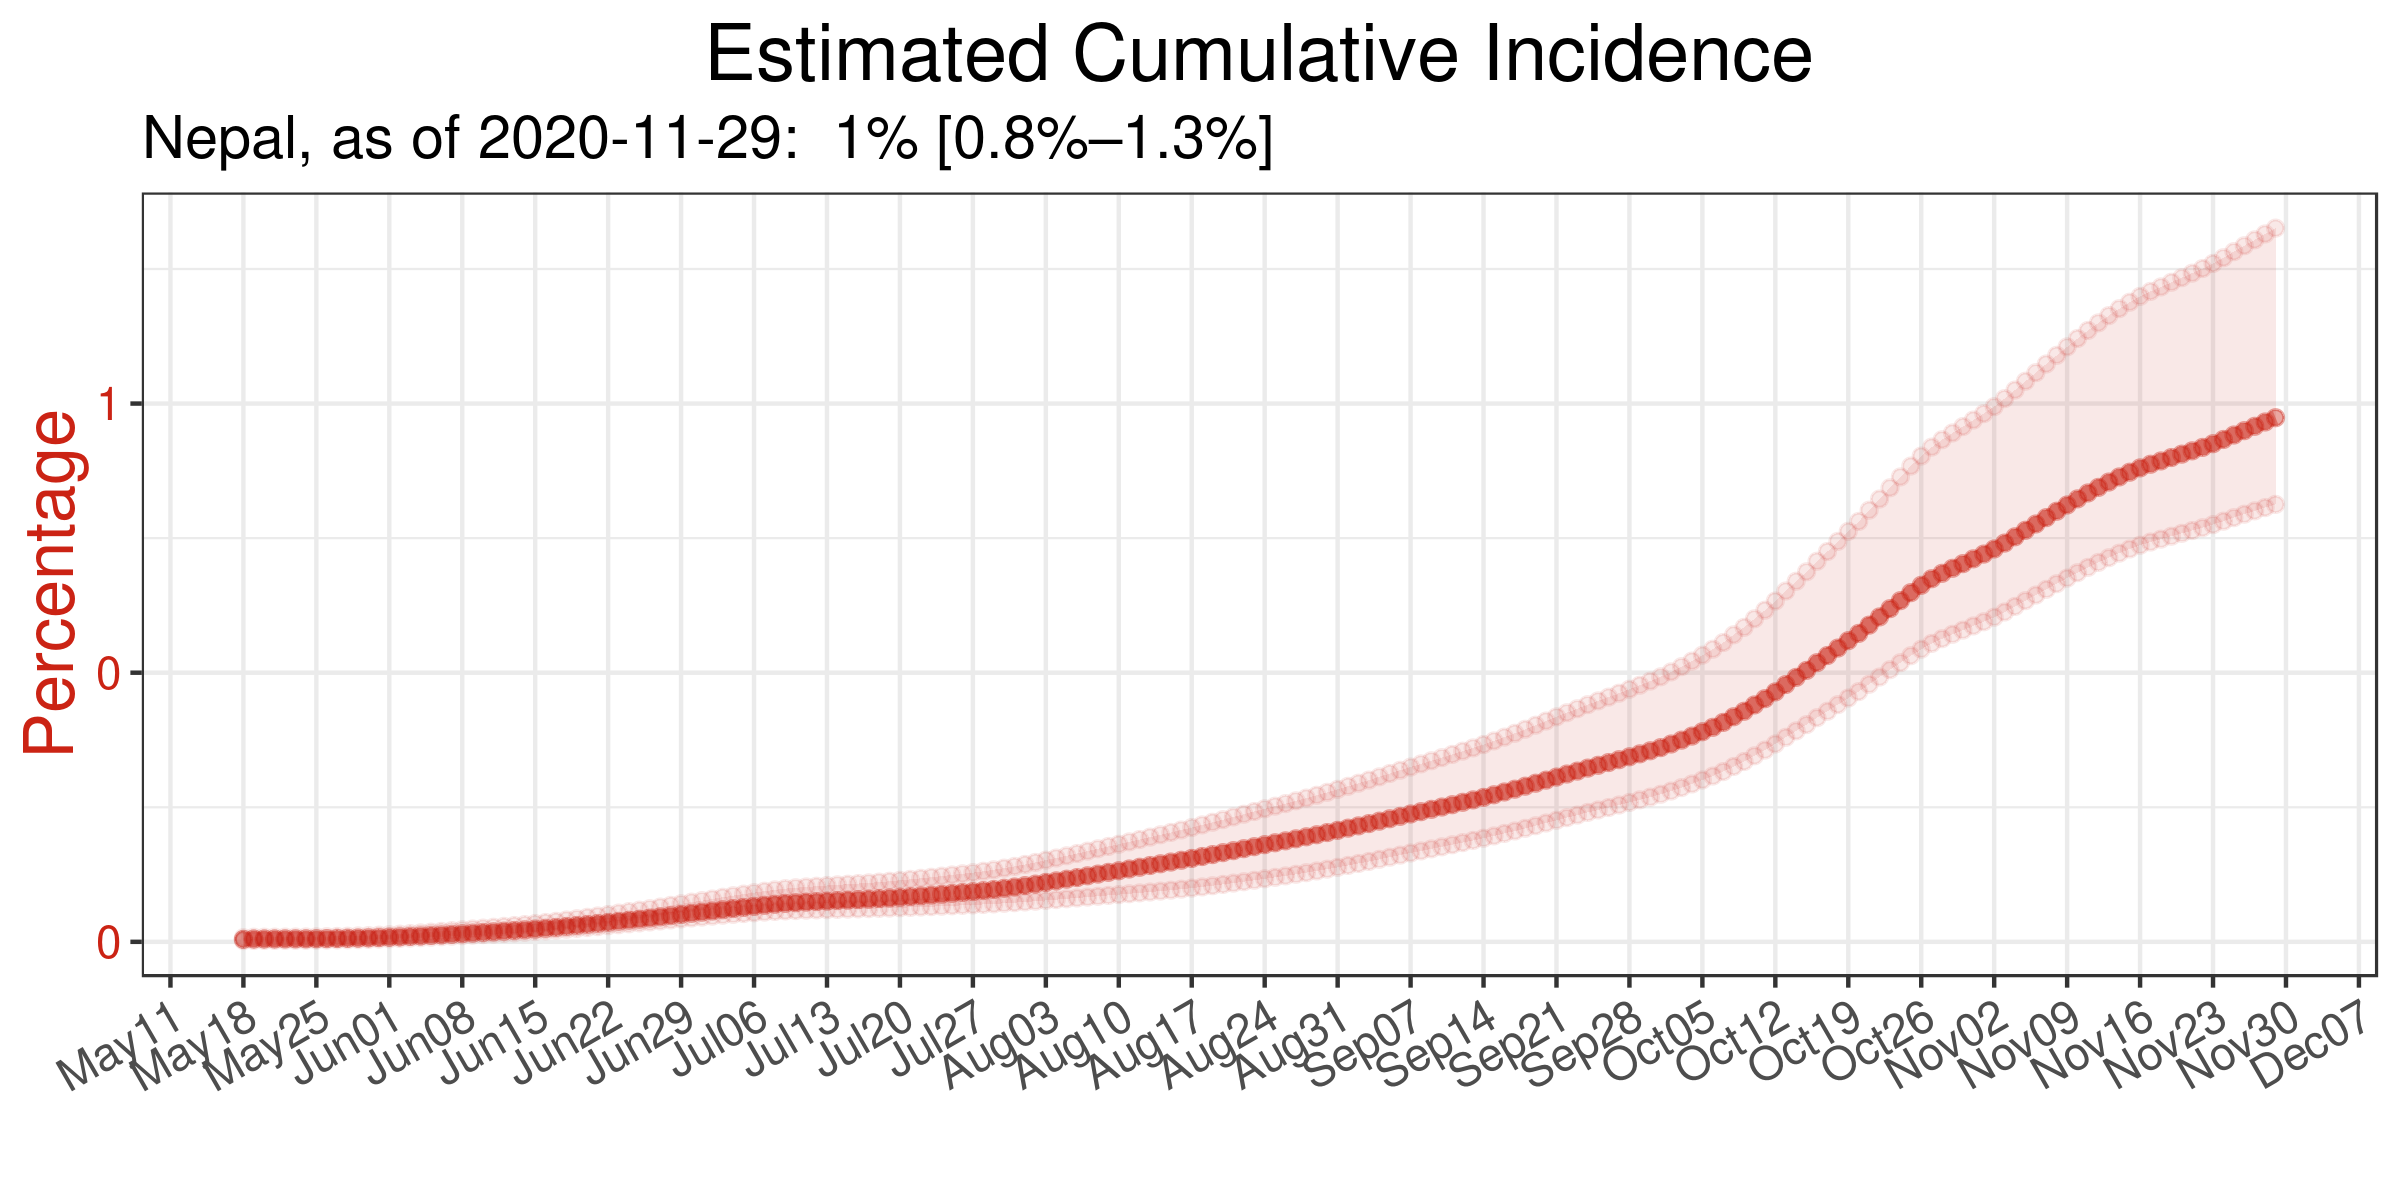 Estimated Cumulative Incidence
Nepal, as of 2020-11-29:  1% [0.8%–1.3%]
Percentage
1
0
0
May11
May18
May25
Jun01
Jun08
Jun15
Jun22
Jun29
Jul06
Jul13
Jul20
Jul27
Aug03
Aug10
Aug17
Aug24
Aug31
Sep07
Sep14
Sep21
Sep28
Oct05
Oct12
Oct19
Oct26
Nov02
Nov09
Nov16
Nov23
Nov30
Dec07